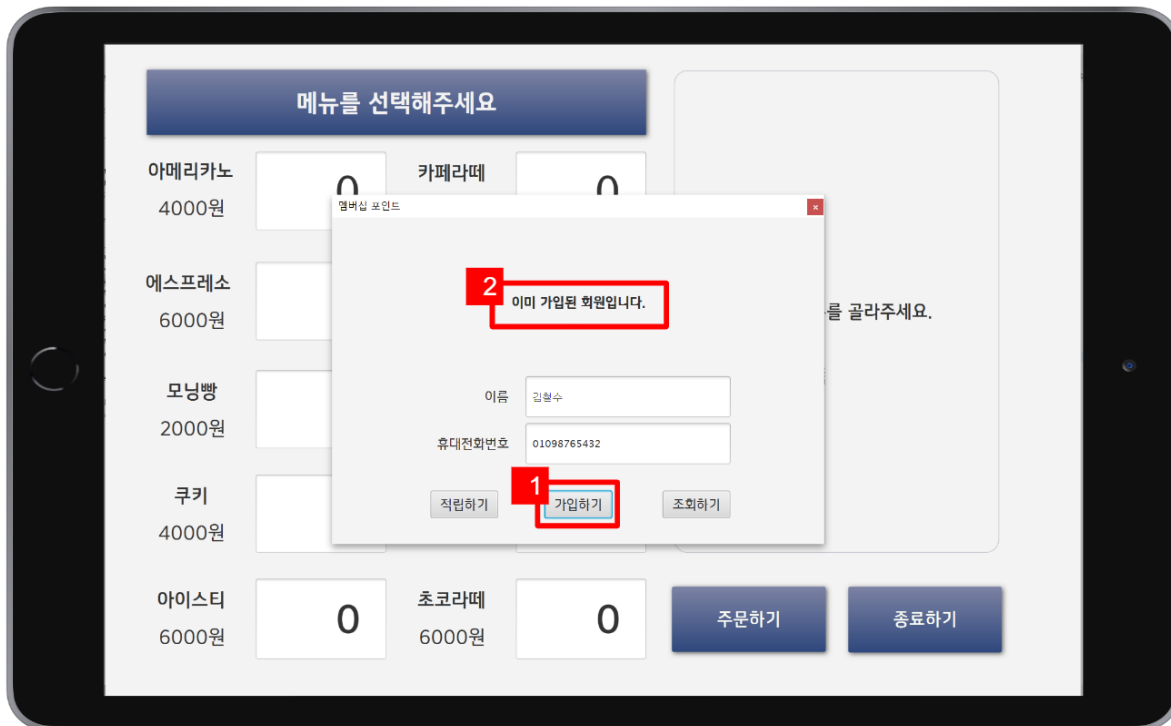 메뉴를 선택해주세요
아메리카노
4000원
0
카페라떼
0
멤버십 포인트
x
에스프레소
6000원
2
이미 가입된 회원입니다.
를 골라주세요.
모닝빵
2000원
이름
김철수
휴대전화번호
01098765432
쿠키
4000원
1
적립하기
가입하기
조회하기
아이스티
6000원
0
초코라떼
6000원
0
주문하기
종료하기